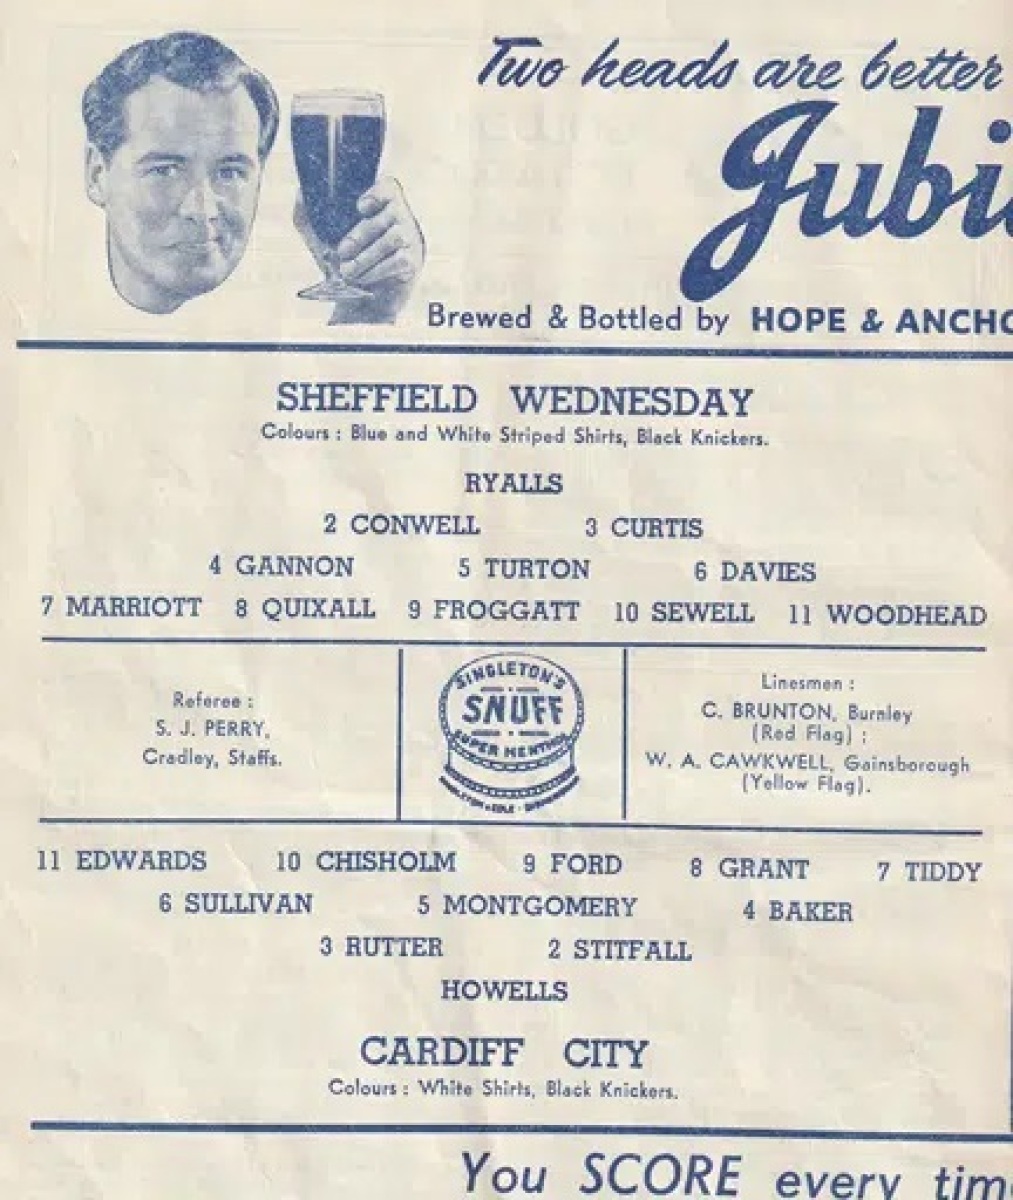 Two heads are better
Jubi
Brewed & Bottled by HOPE & ANCHO
SHEFFIELD WEDNESDAY
Colours : Blue and White Striped Shirts, Black Knickers.
RYALLS
2 CONWELL 3 CURTIS
4 GANNON 5 TURTON 6 DAVIES
7 MARRIOTT 8 QUIXALL 9 FROGGATT 10 SEWELL 11 WOODHEAD
Referee :
S. J. PERRY,
Cradley, Staffs.
SINGLETON'S
SNUFF
SUPER MENTHOL
Linesmen :
C. BRUNTON, Burnley
(Red Flag) ;
W. A. CAWKWELL, Gainsborough
(Yellow Flag).
11 EDWARDS 10 CHISHOLM 9 FORD 8 GRANT 7 TIDDY
6 SULLIVAN 5 MONTGOMERY 4 BAKER
3 RUTTER 2 STITFALL
HOWELLS
CARDIFF CITY
Colours : White Shirts, Black Knickers.
You SCORE every tim